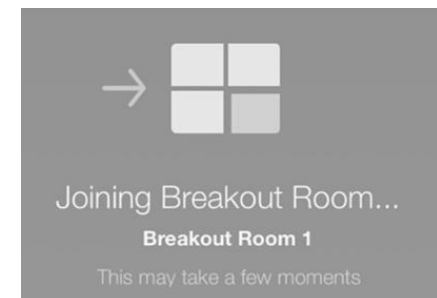 Joining Breakout Room...
Breakout Room 1
This may take a few moments